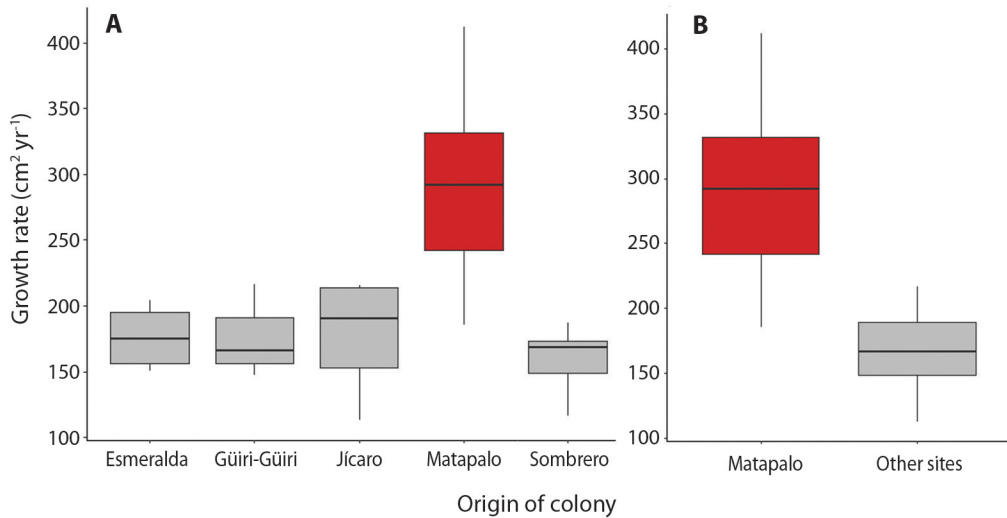 A
B
Growth rate (cm² yr⁻¹)
400
350
300
250
200
150
100
Esmeralda Güiri-Güiri Jícaro Matapalo Sombrero
400
350
300
250
200
150
100
Matapalo Other sites
Origin of colony